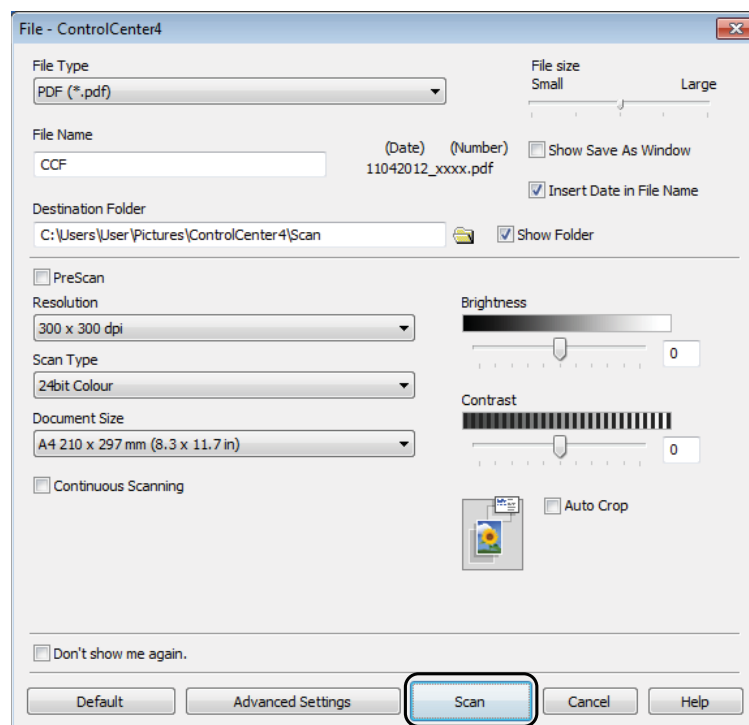 File - ControlCenter4
File Type
PDF (*.pdf)
File size
Small Large
File Name
CCF
(Date) (Number)
11042012_xxxx.pdf
Show Save As Window
Insert Date in File Name
Destination Folder
C:\Users\User\Pictures\ControlCenter4\Scan
Show Folder
PreScan
Resolution
300 x 300 dpi
Scan Type
24bit Colour
Document Size
A4 210 x 297 mm (8.3 x 11.7 in)
Continuous Scanning
Brightness
0
Contrast
0
Auto Crop
Don't show me again.
Default Advanced Settings Scan Cancel Help